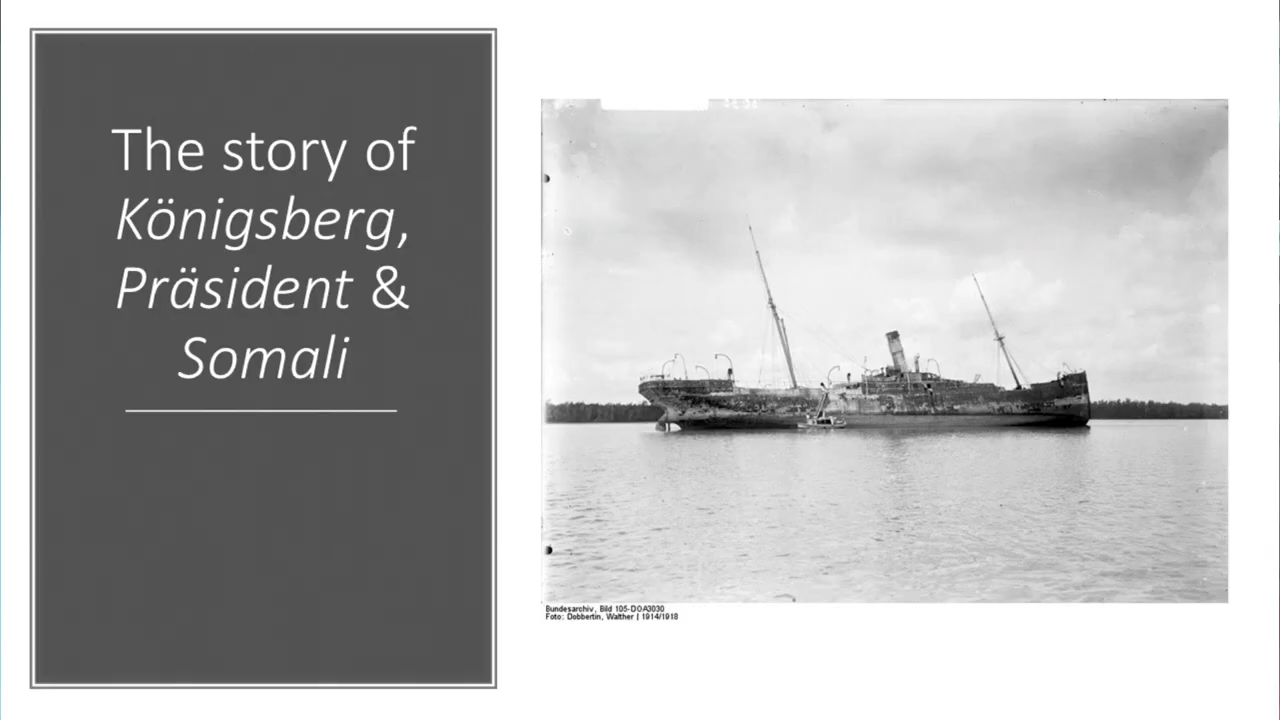 The story of
Königsberg,
Präsident &
Somali
Bundesarchiv, Bild 105-DOA3030
Foto: Dobbertin, Walther | 1914/1918